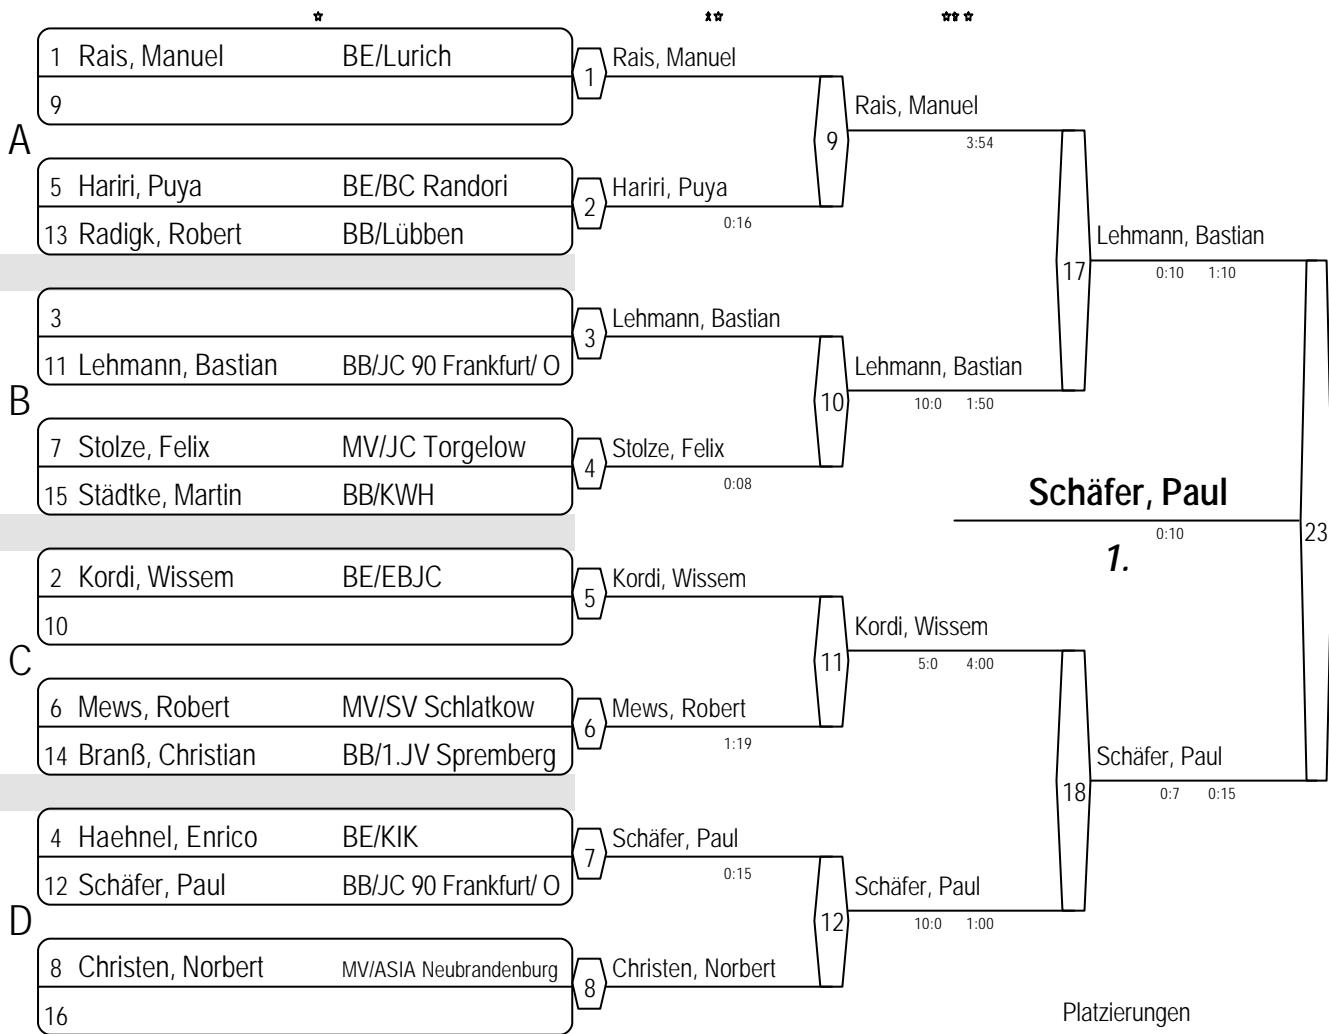 1 Rais, Manuel BE/Lurich
9
A
5 Hariri, Puya BE/BC Randori
13 Radigk, Robert BB/Lübben
3
11 Lehmann, Bastian BB/JC 90 Frankfurt/ O
B
7 Stolze, Felix MV/JC Torgelow
15 Städtke, Martin BB/KWH
2 Kordi, Wissem BE/EBJC
10
C
6 Mews, Robert MV/SV Schlatkow
14 Branß, Christian BB/1.JV Spremberg
4 Haehnel, Enrico BE/KIK
12 Schäfer, Paul BB/JC 90 Frankfurt/ O
D
8 Christen, Norbert MV/ASIA Neubrandenburg
16
1 Rais, Manuel
2 Hariri, Puya
0:16
3 Lehmann, Bastian
4 Stolze, Felix
0:08
5 Kordi, Wissem
6 Mews, Robert
1:19
7 Schäfer, Paul
0:15
8 Christen, Norbert
9 Rais, Manuel
3:54
10 Lehmann, Bastian
10:0 1:50
11 Kordi, Wissem
5:0 4:00
12 Schäfer, Paul
10:0 1:00
17 Lehmann, Bastian
0:10 1:10
18 Schäfer, Paul
0:7 0:15
Schäfer, Paul
0:10
23
1.
Platzierungen